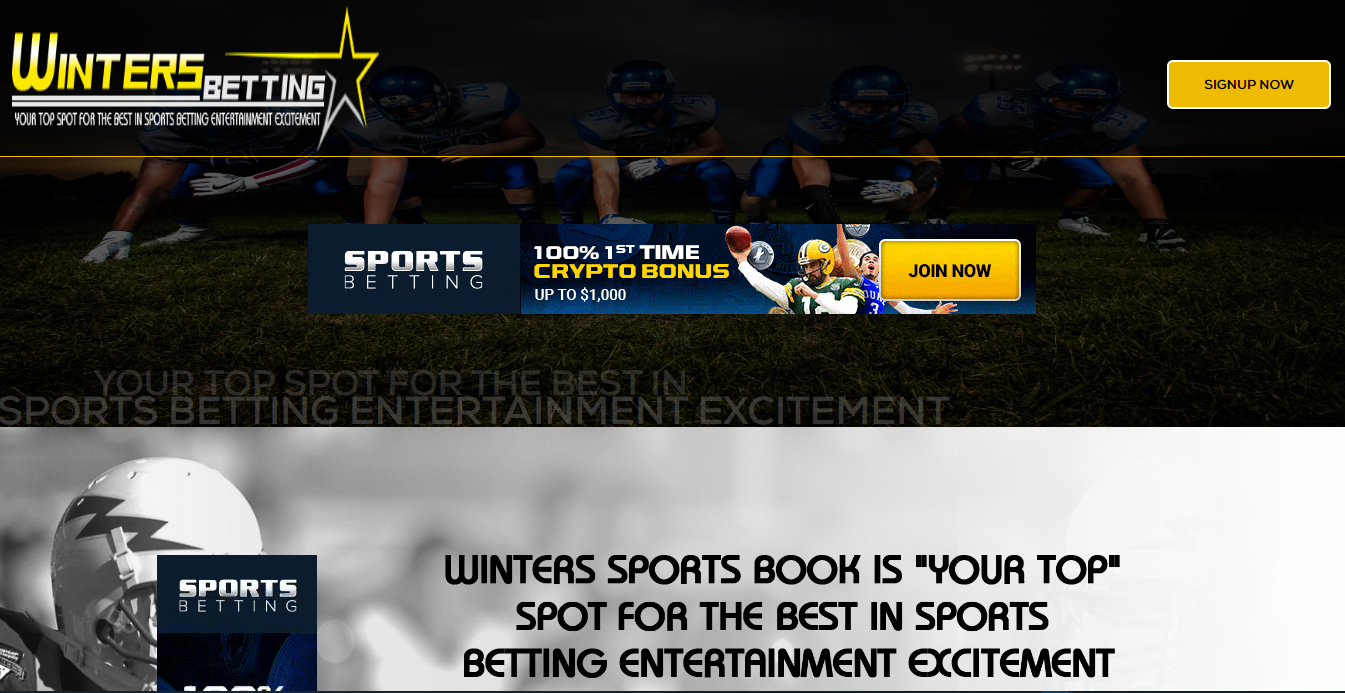 WINTERS BETTING
YOUR TOP SPOT FOR THE BEST IN SPORTS BETTING ENTERTAINMENT EXCITEMENT
SIGNUP NOW
SPORTS
BETTING
100% 1ST TIME
CRYPTO BONUS
UP TO $1,000
JOIN NOW
YOUR TOP SPOT FOR THE BEST IN
SPORTS BETTING ENTERTAINMENT EXCITEMENT
SPORTS
BETTING
100%
WINTERS SPORTS BOOK IS "YOUR TOP"
SPOT FOR THE BEST IN SPORTS
BETTING ENTERTAINMENT EXCITEMENT